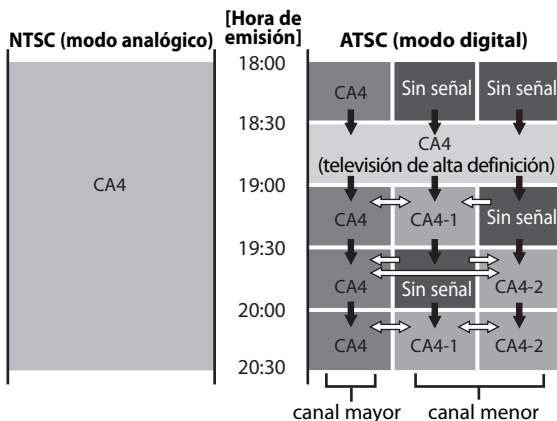 NTSC (modo analógico)
[Hora de
emisión]
ATSC (modo digital)
18:00
CA4
Sin señal
Sin señal
18:30
CA4
(televisión de alta definición)
CA4
19:00
CA4
CA4-1
Sin señal
19:30
CA4
Sin señal
CA4-2
20:00
CA4
CA4-1
CA4-2
20:30
canal mayor
canal menor